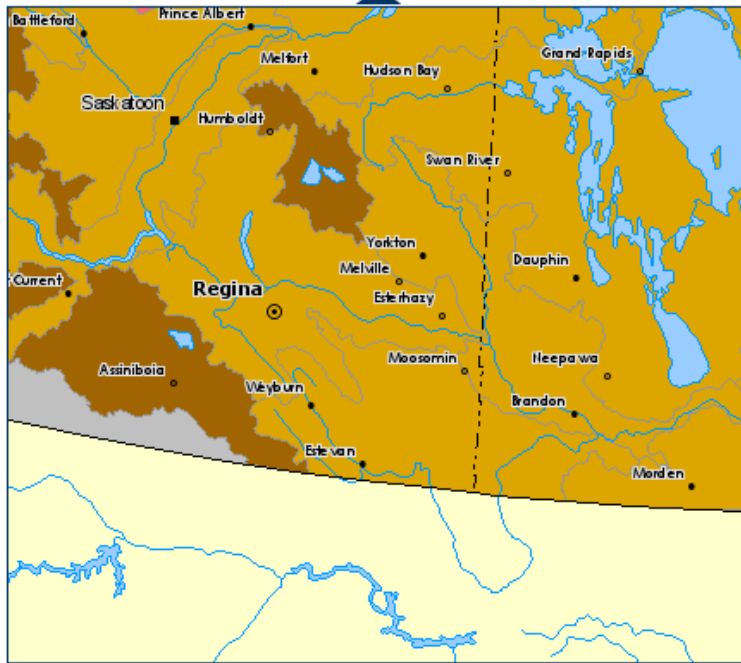 Battleford
Prince Albert
Melfort
Hudson Bay
Grand Rapids
Saskatoon
Humboldt
Swan River
Yorkton
Melville
Dauphin
Current
Regina
Esterhazy
Moosomin
Neepawa
Assiniboia
Weyburn
Brandon
Estevan
Morden